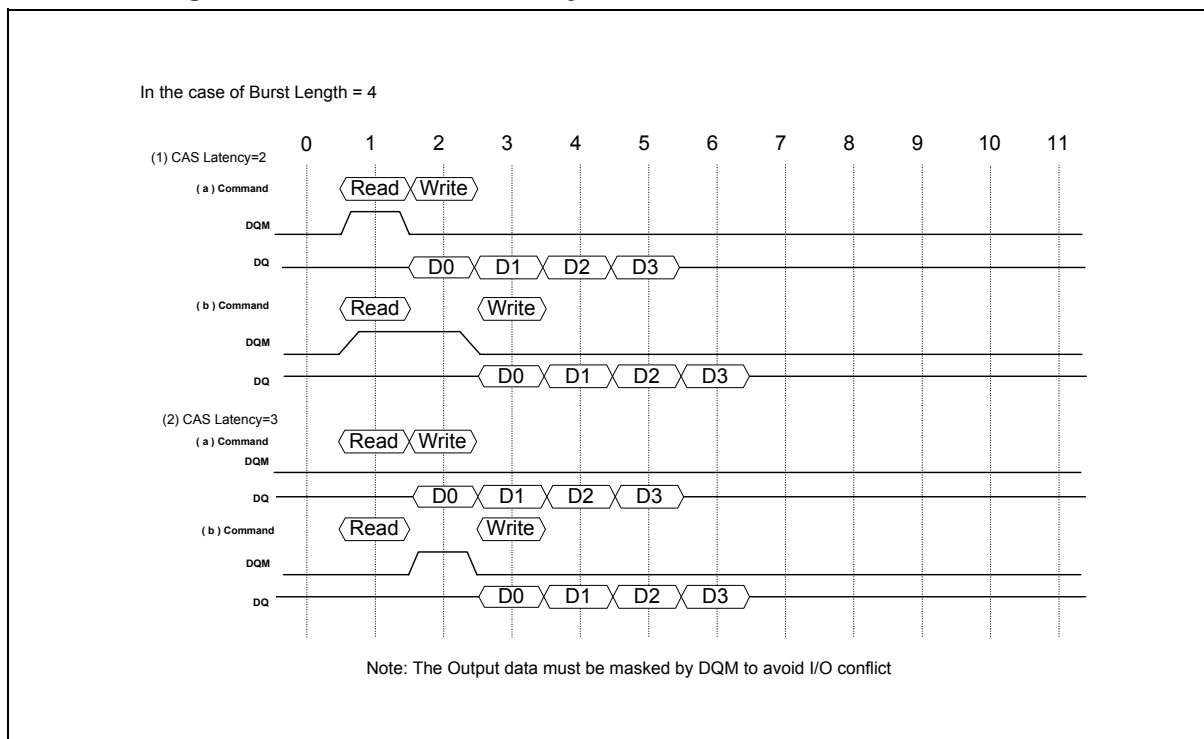 In the case of Burst Length = 4
0 1 2 3 4 5 6 7 8 9 10 11
(1) CAS Latency=2
( a ) Command Read Write
DQM
DQ D0 D1 D2 D3
( b ) Command Read Write
DQM
DQ D0 D1 D2 D3
(2) CAS Latency=3
( a ) Command Read Write
DQM
DQ D0 D1 D2 D3
( b ) Command Read Write
DQM
DQ D0 D1 D2 D3
Note: The Output data must be masked by DQM to avoid I/O conflict